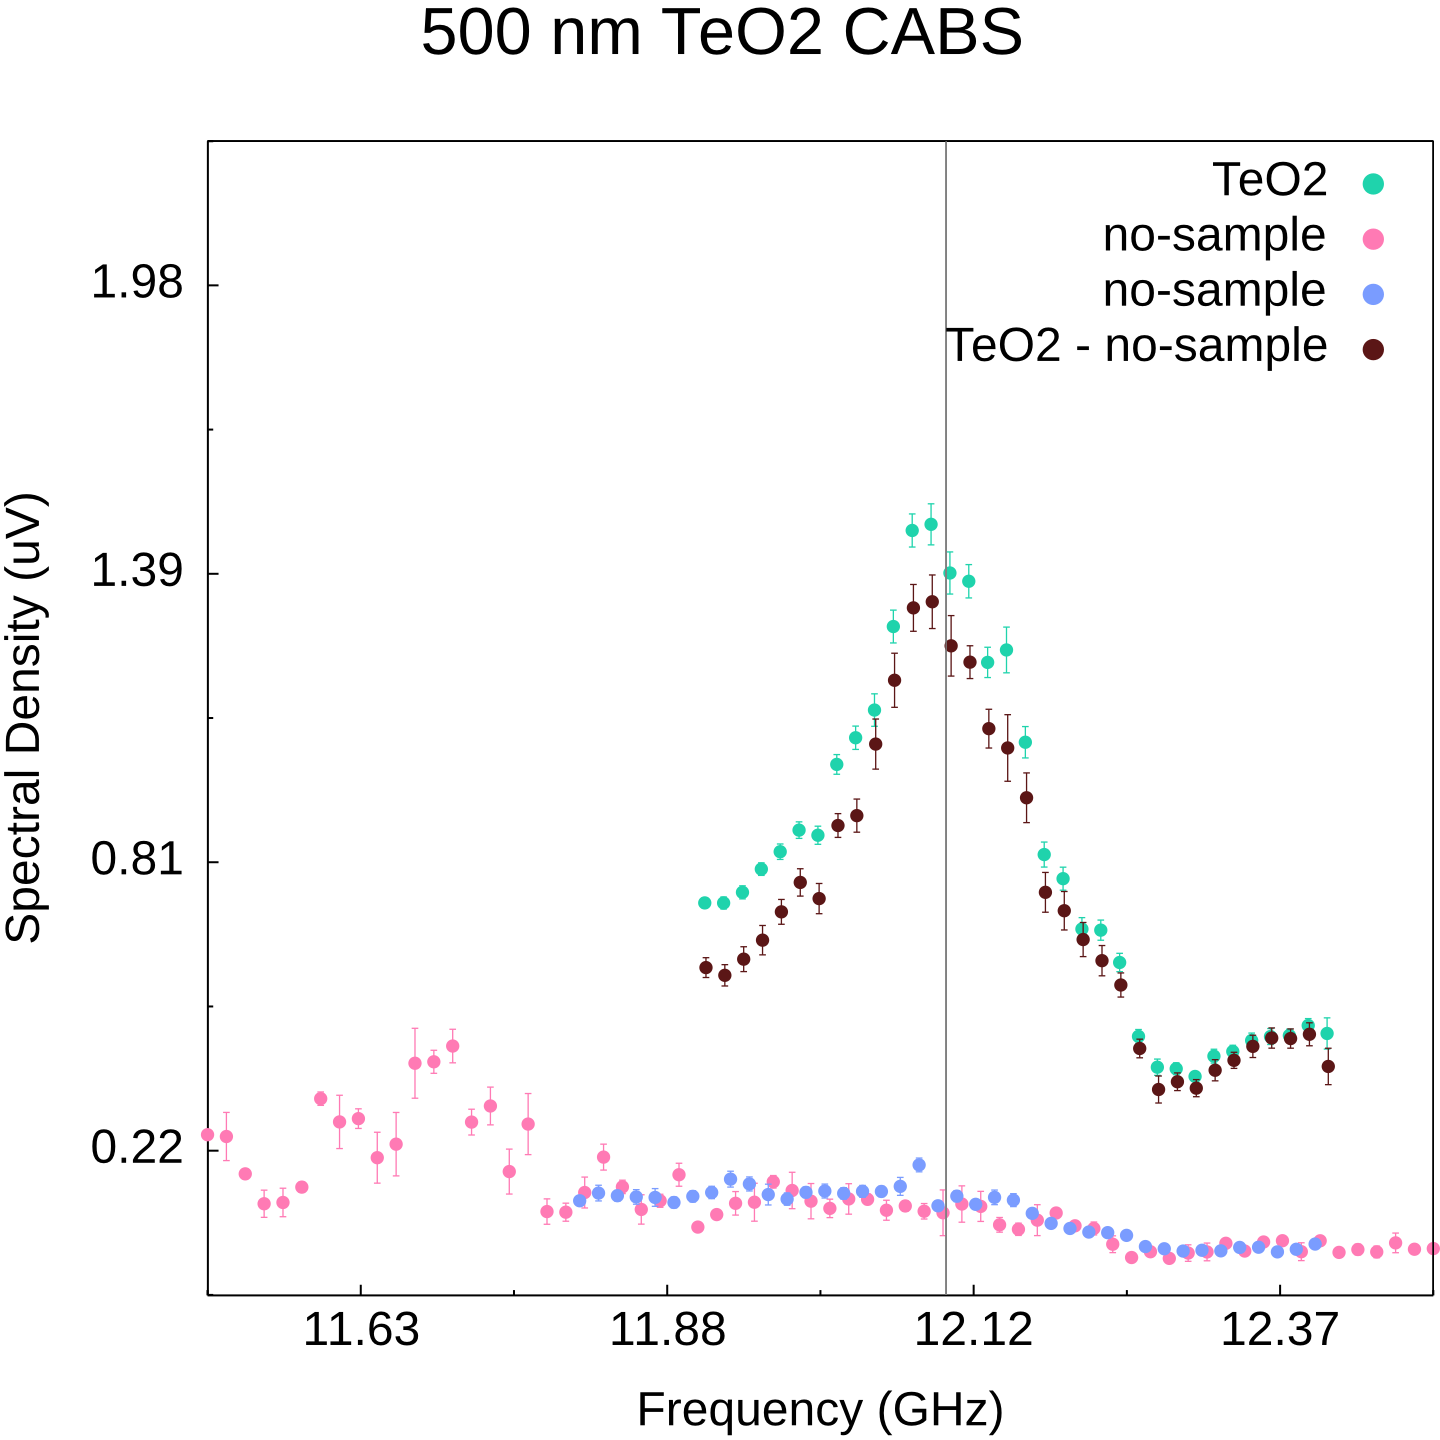 500 nm TeO2 CABS
TeO2
no-sample
no-sample
TeO2 - no-sample
1.98
1.39
0.81
0.22
Spectral Density (uV)
11.63
11.88
12.12
12.37
Frequency (GHz)